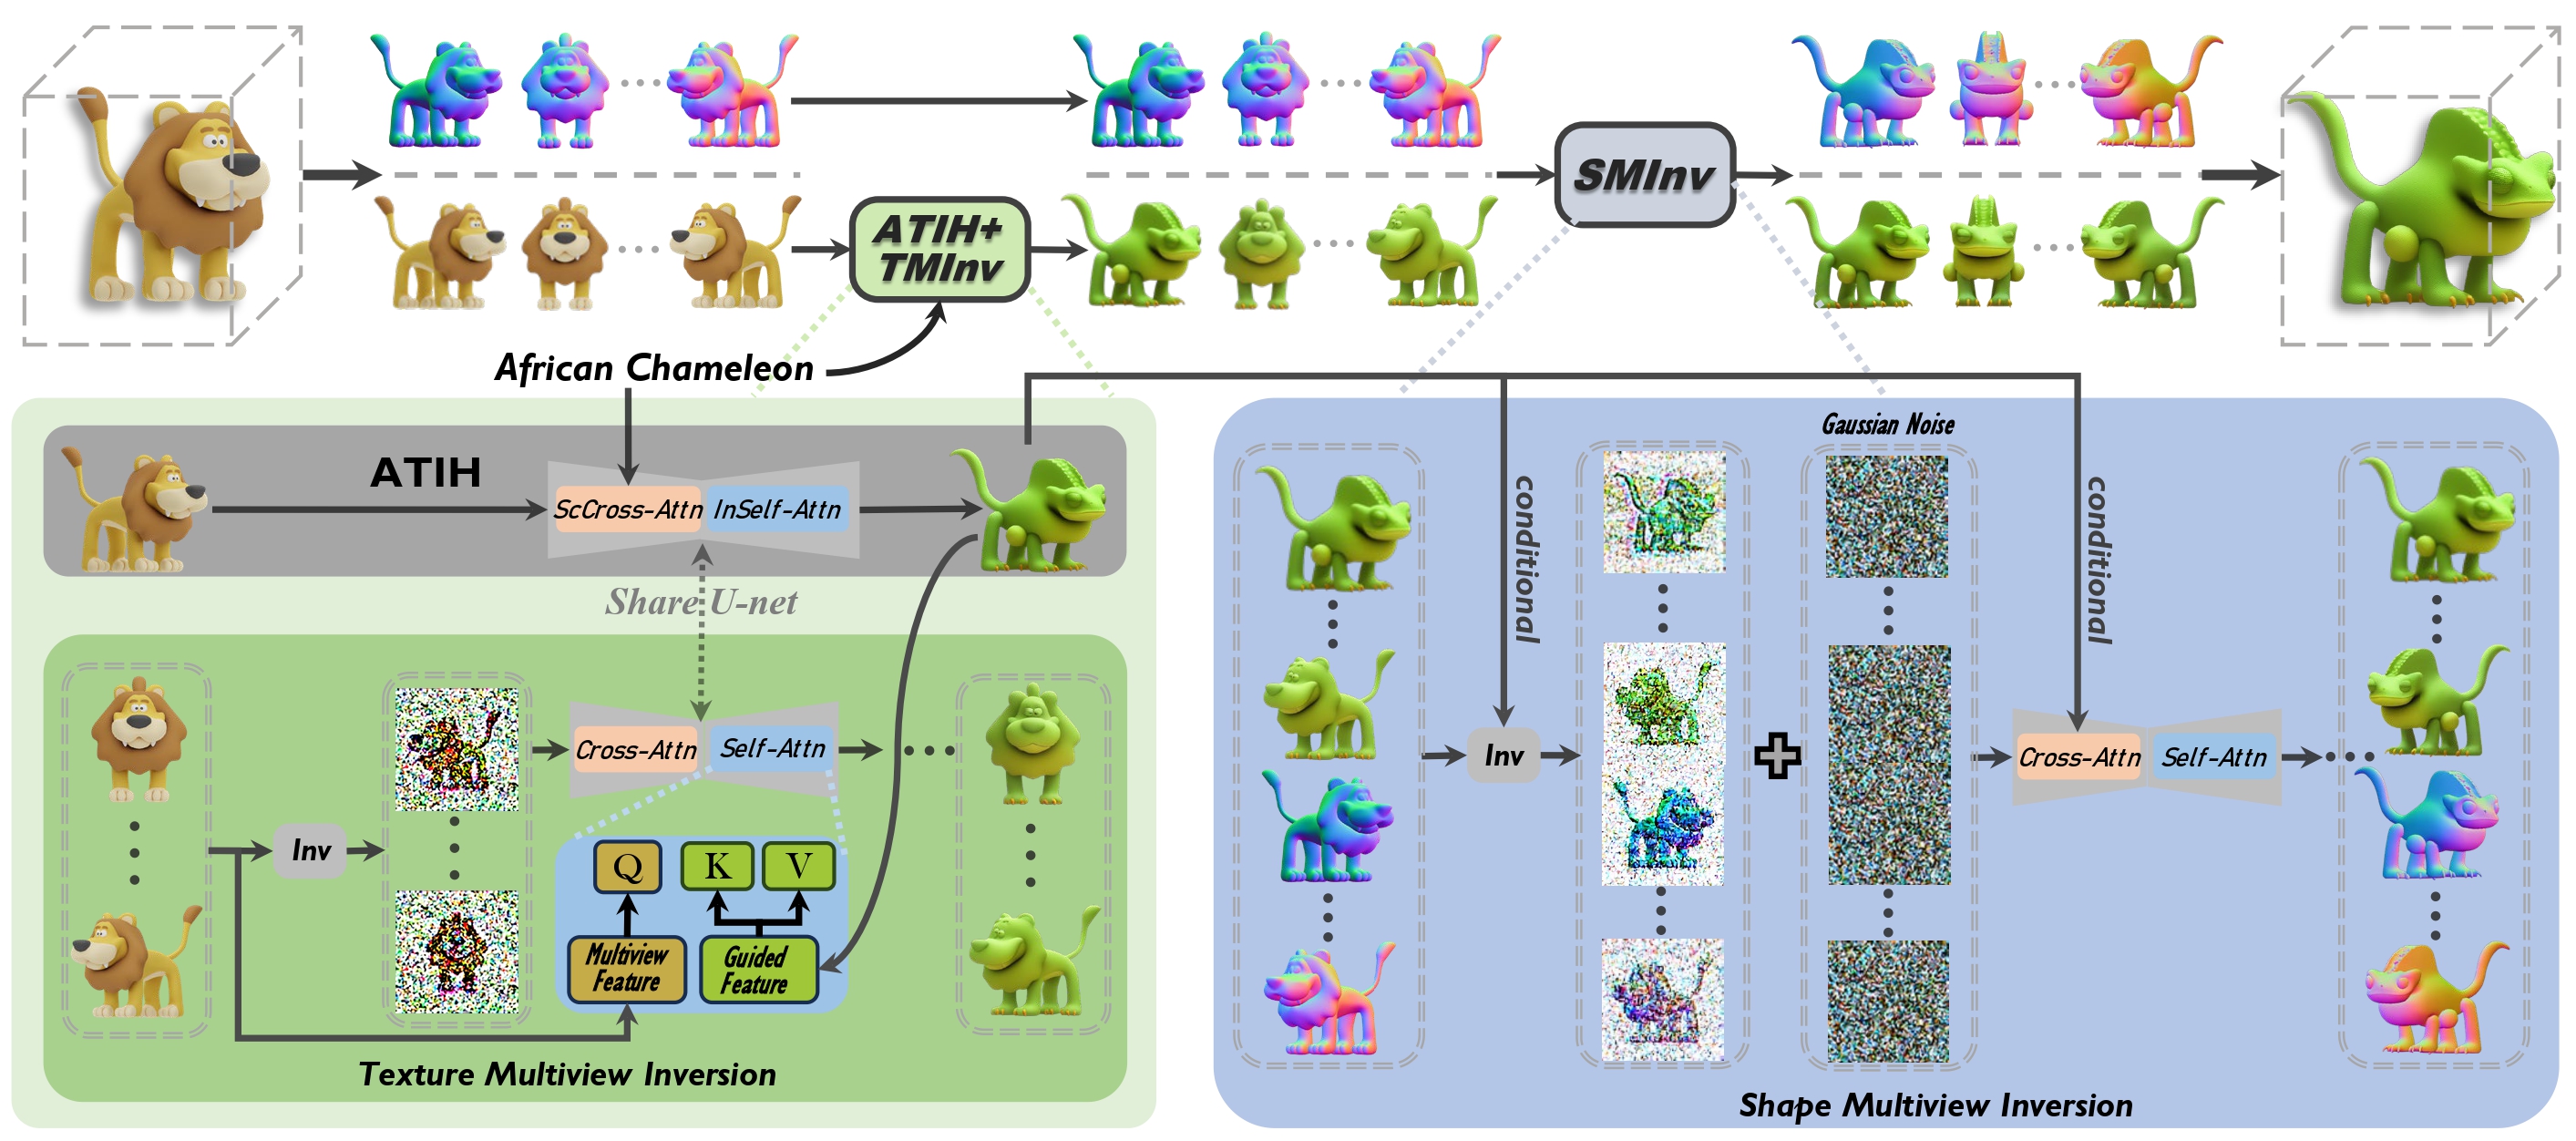 ATIH+
TMInv
SMInv
African Chameleon
ATIH
ScCross-Attn
InSelf-Attn
Share U-net
Inv
Cross-Attn
Self-Attn
Q
K
V
Multiview
Feature
Guided
Feature
Texture Multiview Inversion
Gaussian Noise
conditional
conditional
Inv
Cross-Attn
Self-Attn
Shape Multiview Inversion